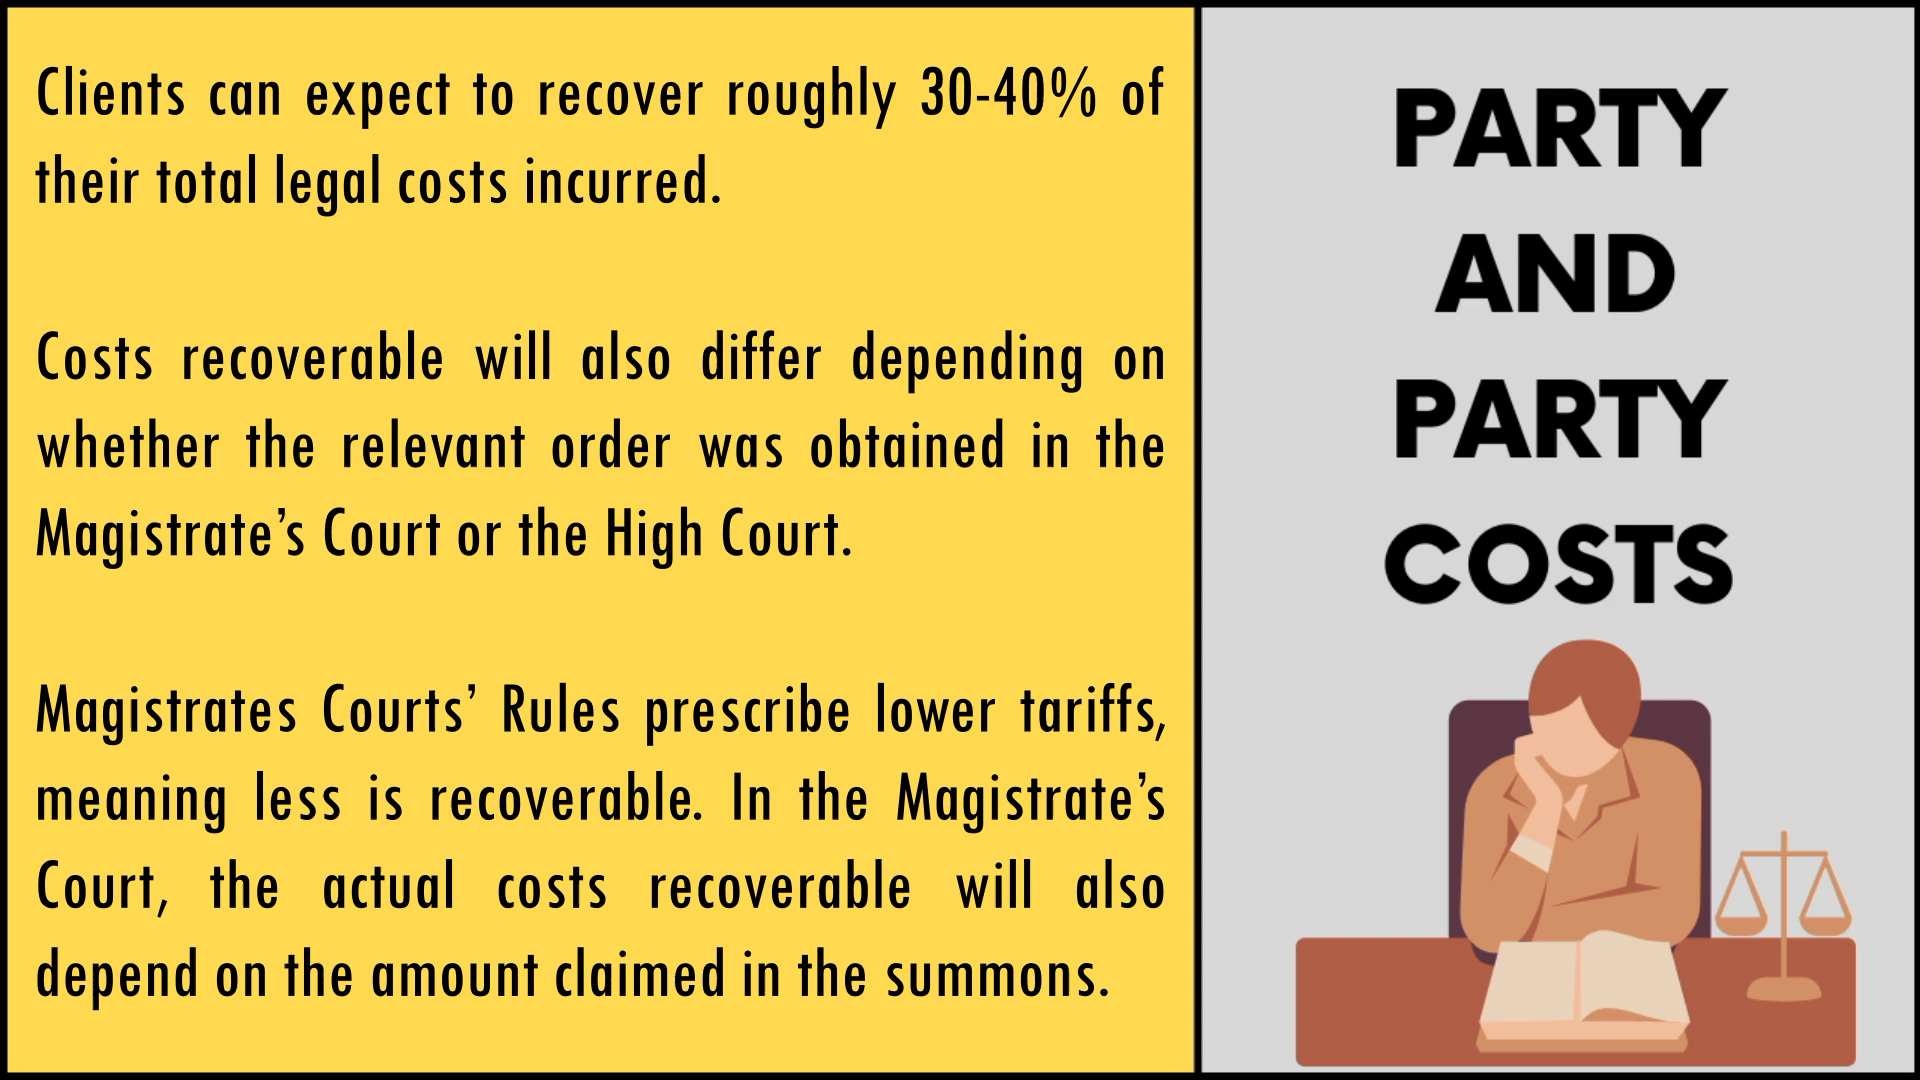 Clients can expect to recover roughly 30-40% of
their total legal costs incurred.
Costs recoverable will also differ depending on
whether the relevant order was obtained in the
Magistrate’s Court or the High Court.
Magistrates Courts’ Rules prescribe lower tariffs,
meaning less is recoverable. In the Magistrate’s
Court, the actual costs recoverable will also
depend on the amount claimed in the summons.
PARTY
AND
PARTY
COSTS